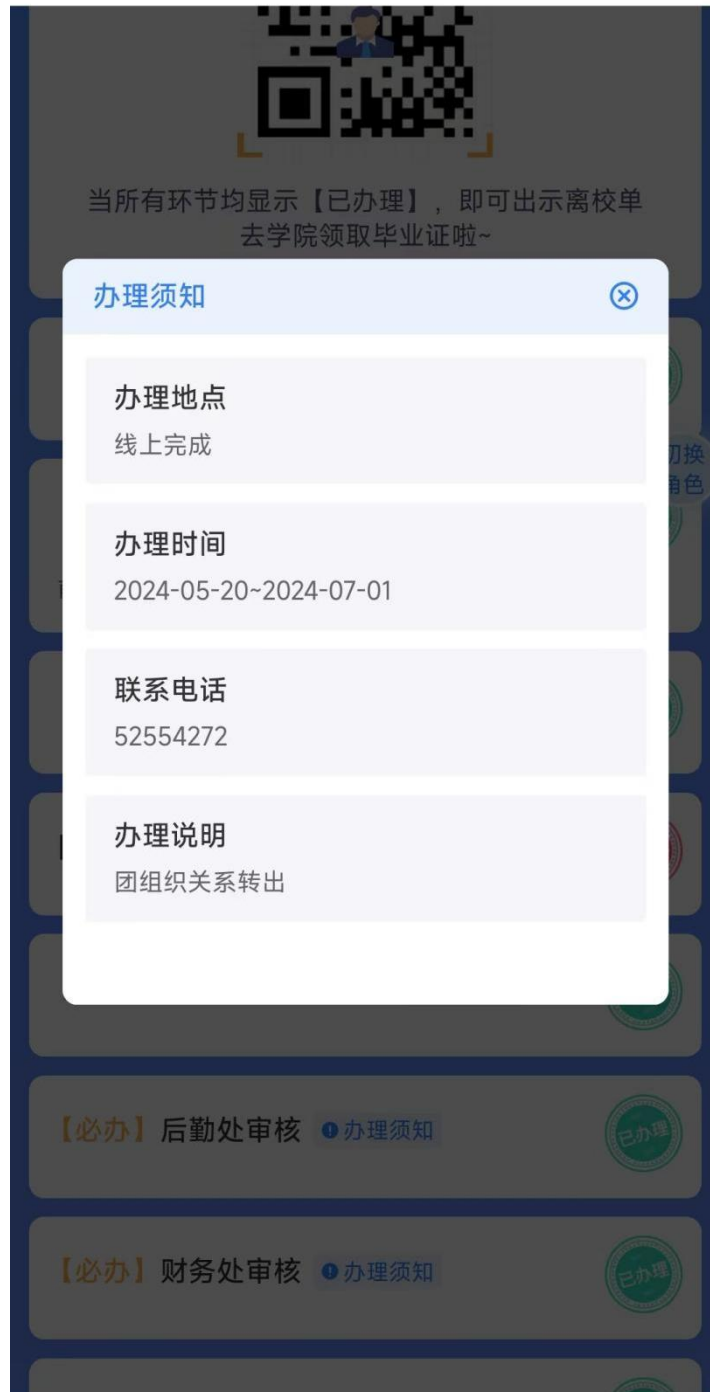 当所有环节均显示【已办理】，即可出示离校单
去学院领取毕业证啦~
办理须知
办理地点
线上完成
切换
角色
办理时间
2024-05-20~2024-07-01
联系电话
52554272
办理说明
团组织关系转出
【必办】后勤处审核 办理须知 已办理
【必办】财务处审核 办理须知 已办理